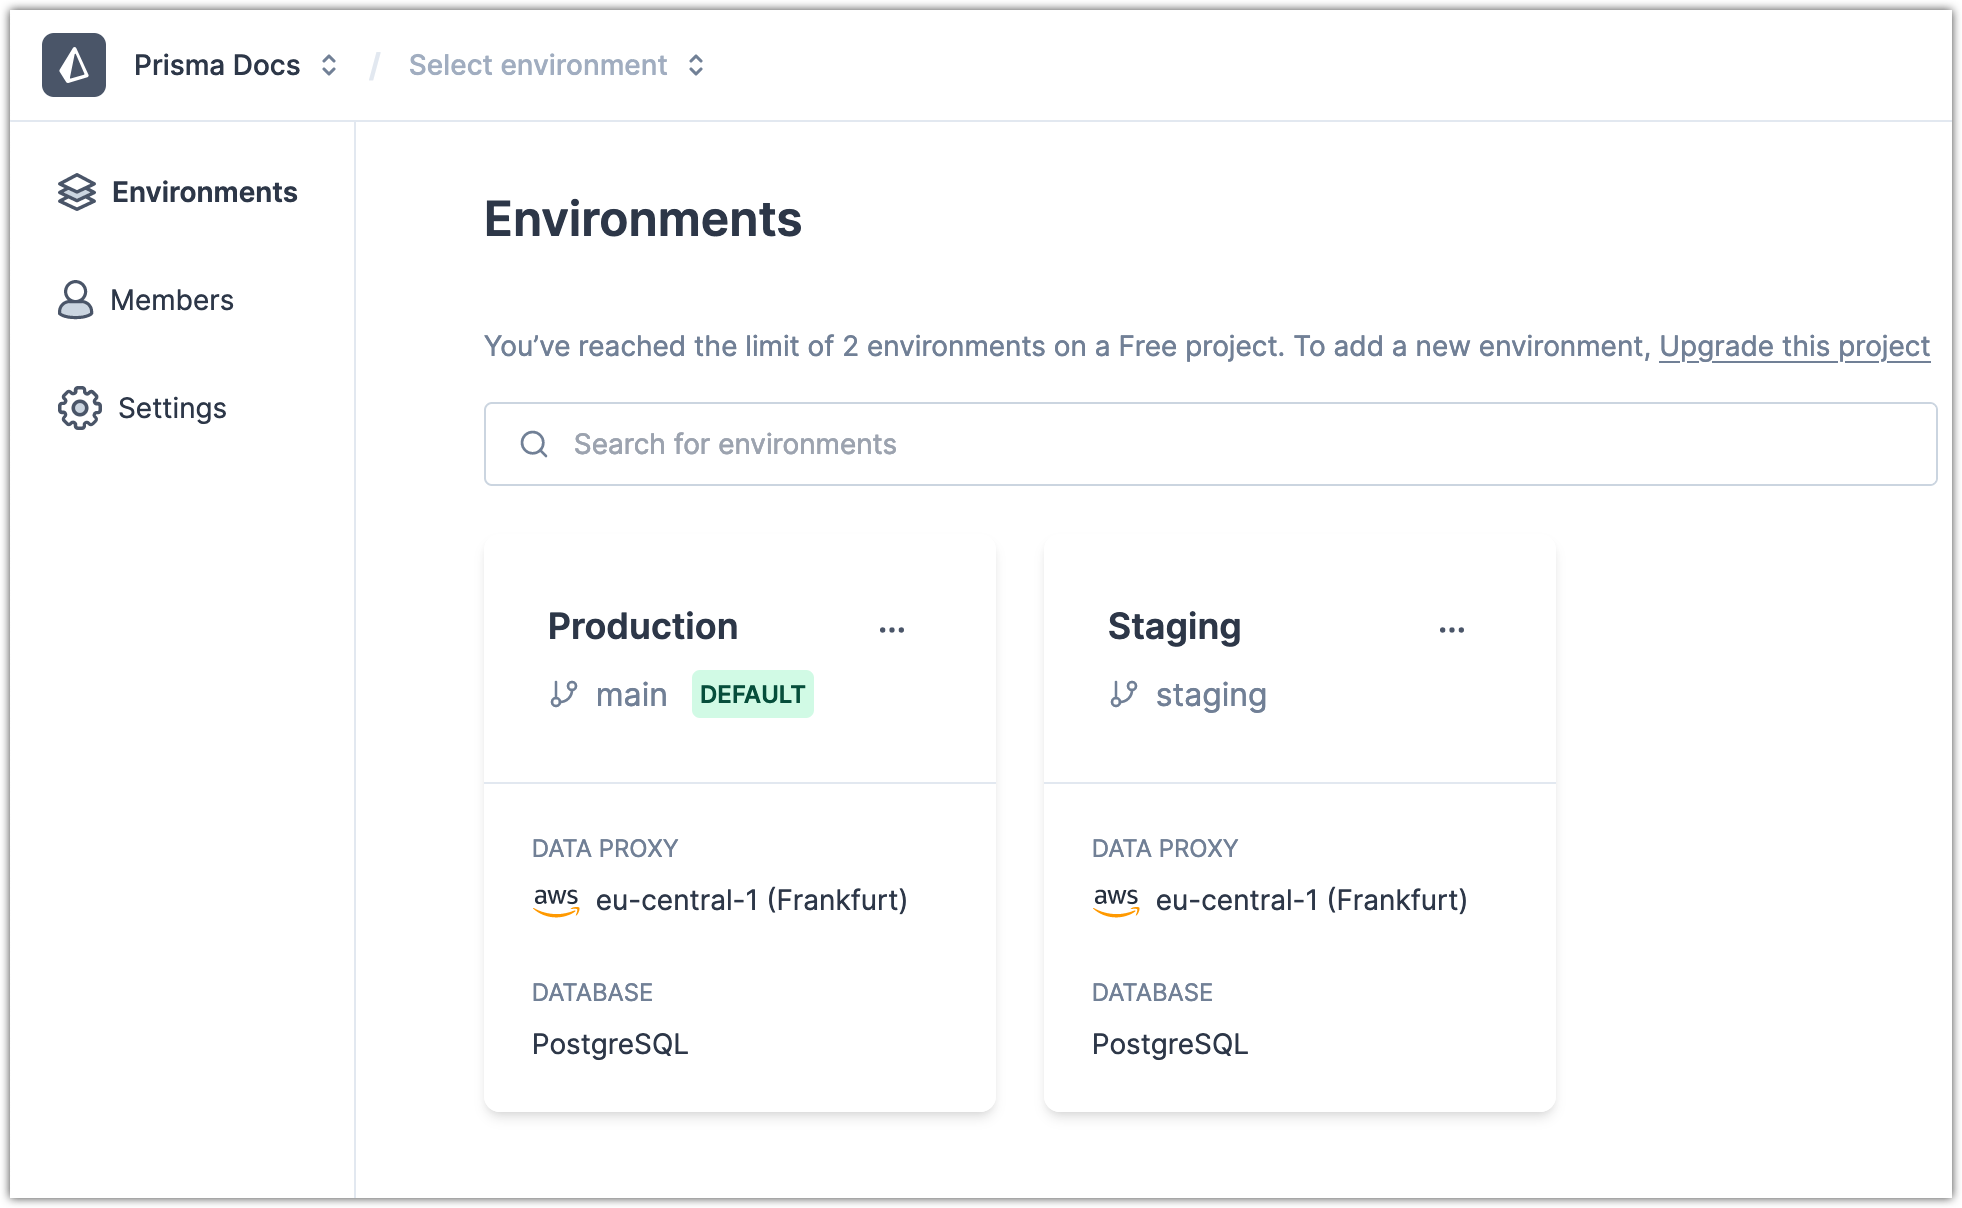 Prisma Docs / Select environment
Environments
Members
Settings
Environments
You’ve reached the limit of 2 environments on a Free project. To add a new environment, Upgrade this project
Search for environments
Production ...
main DEFAULT
DATA PROXY
aws eu-central-1 (Frankfurt)
DATABASE
PostgreSQL
Staging ...
staging
DATA PROXY
aws eu-central-1 (Frankfurt)
DATABASE
PostgreSQL